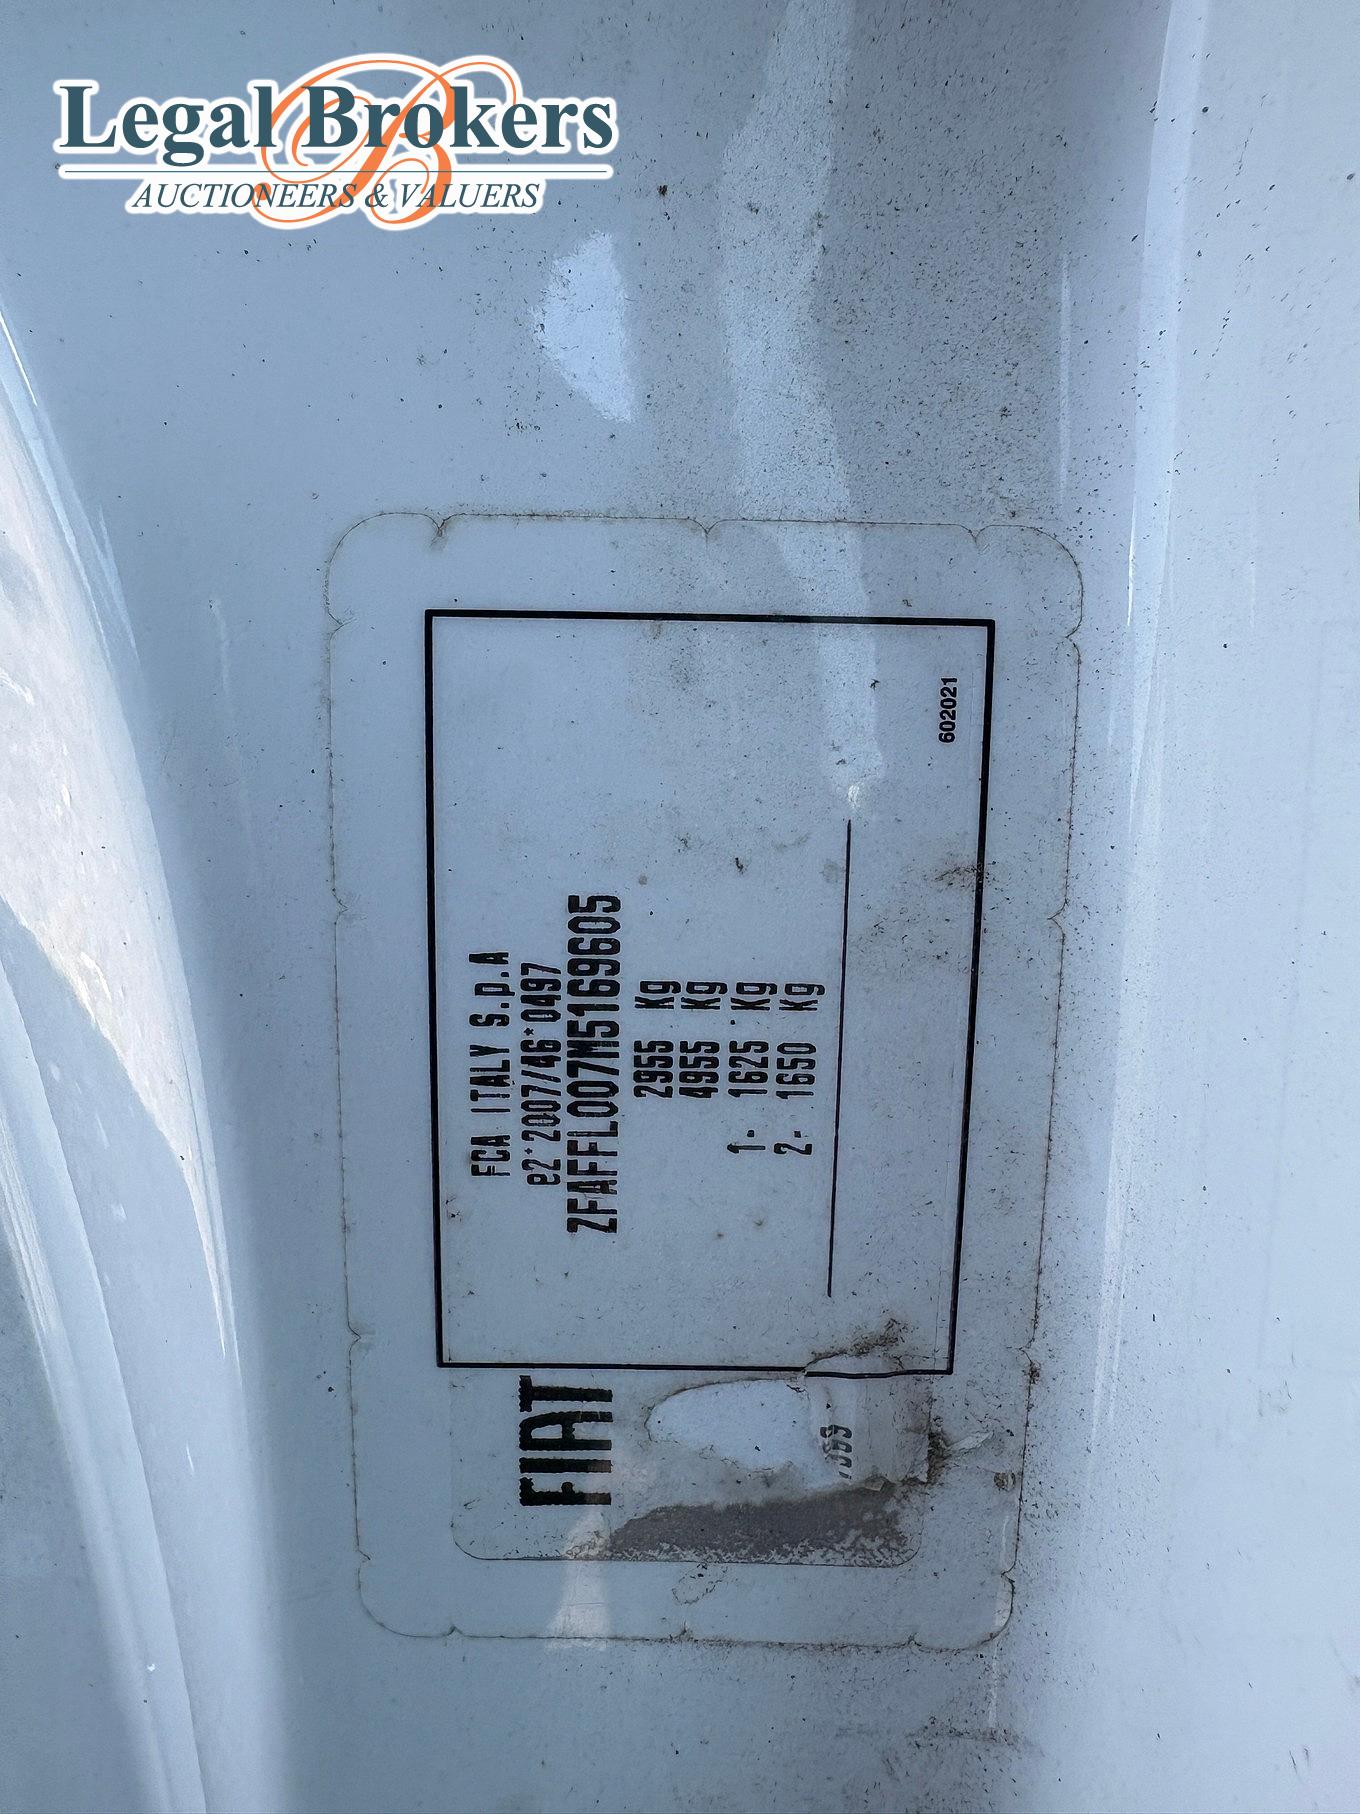 Legal Brokers
AUCTIONEERS & VALUERS
FCA ITALY S.p.A
e2*2007/46*0497
ZFAFFL007M5169605
2955 Kg
4955 Kg
1- 1625 Kg
2- 1650 Kg
602021
FIAT